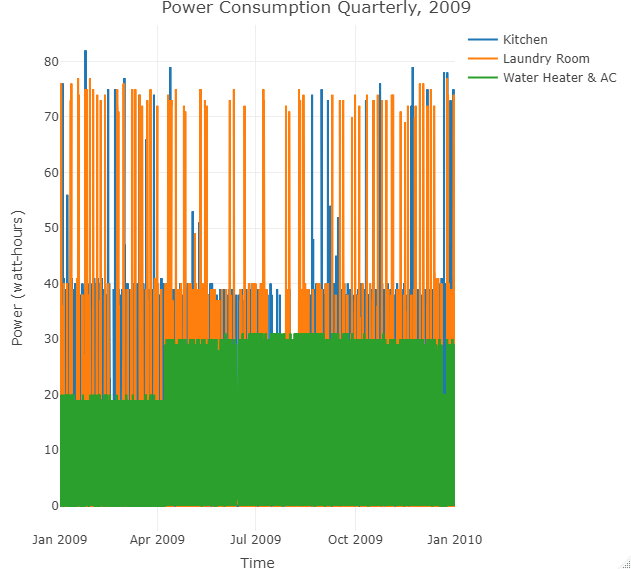 Power Consumption Quarterly, 2009
Kitchen
Laundry Room
Water Heater & AC
80
70
60
50
40
30
20
10
0
Power (watt-hours)
Jan 2009 Apr 2009 Jul 2009 Oct 2009 Jan 2010
Time